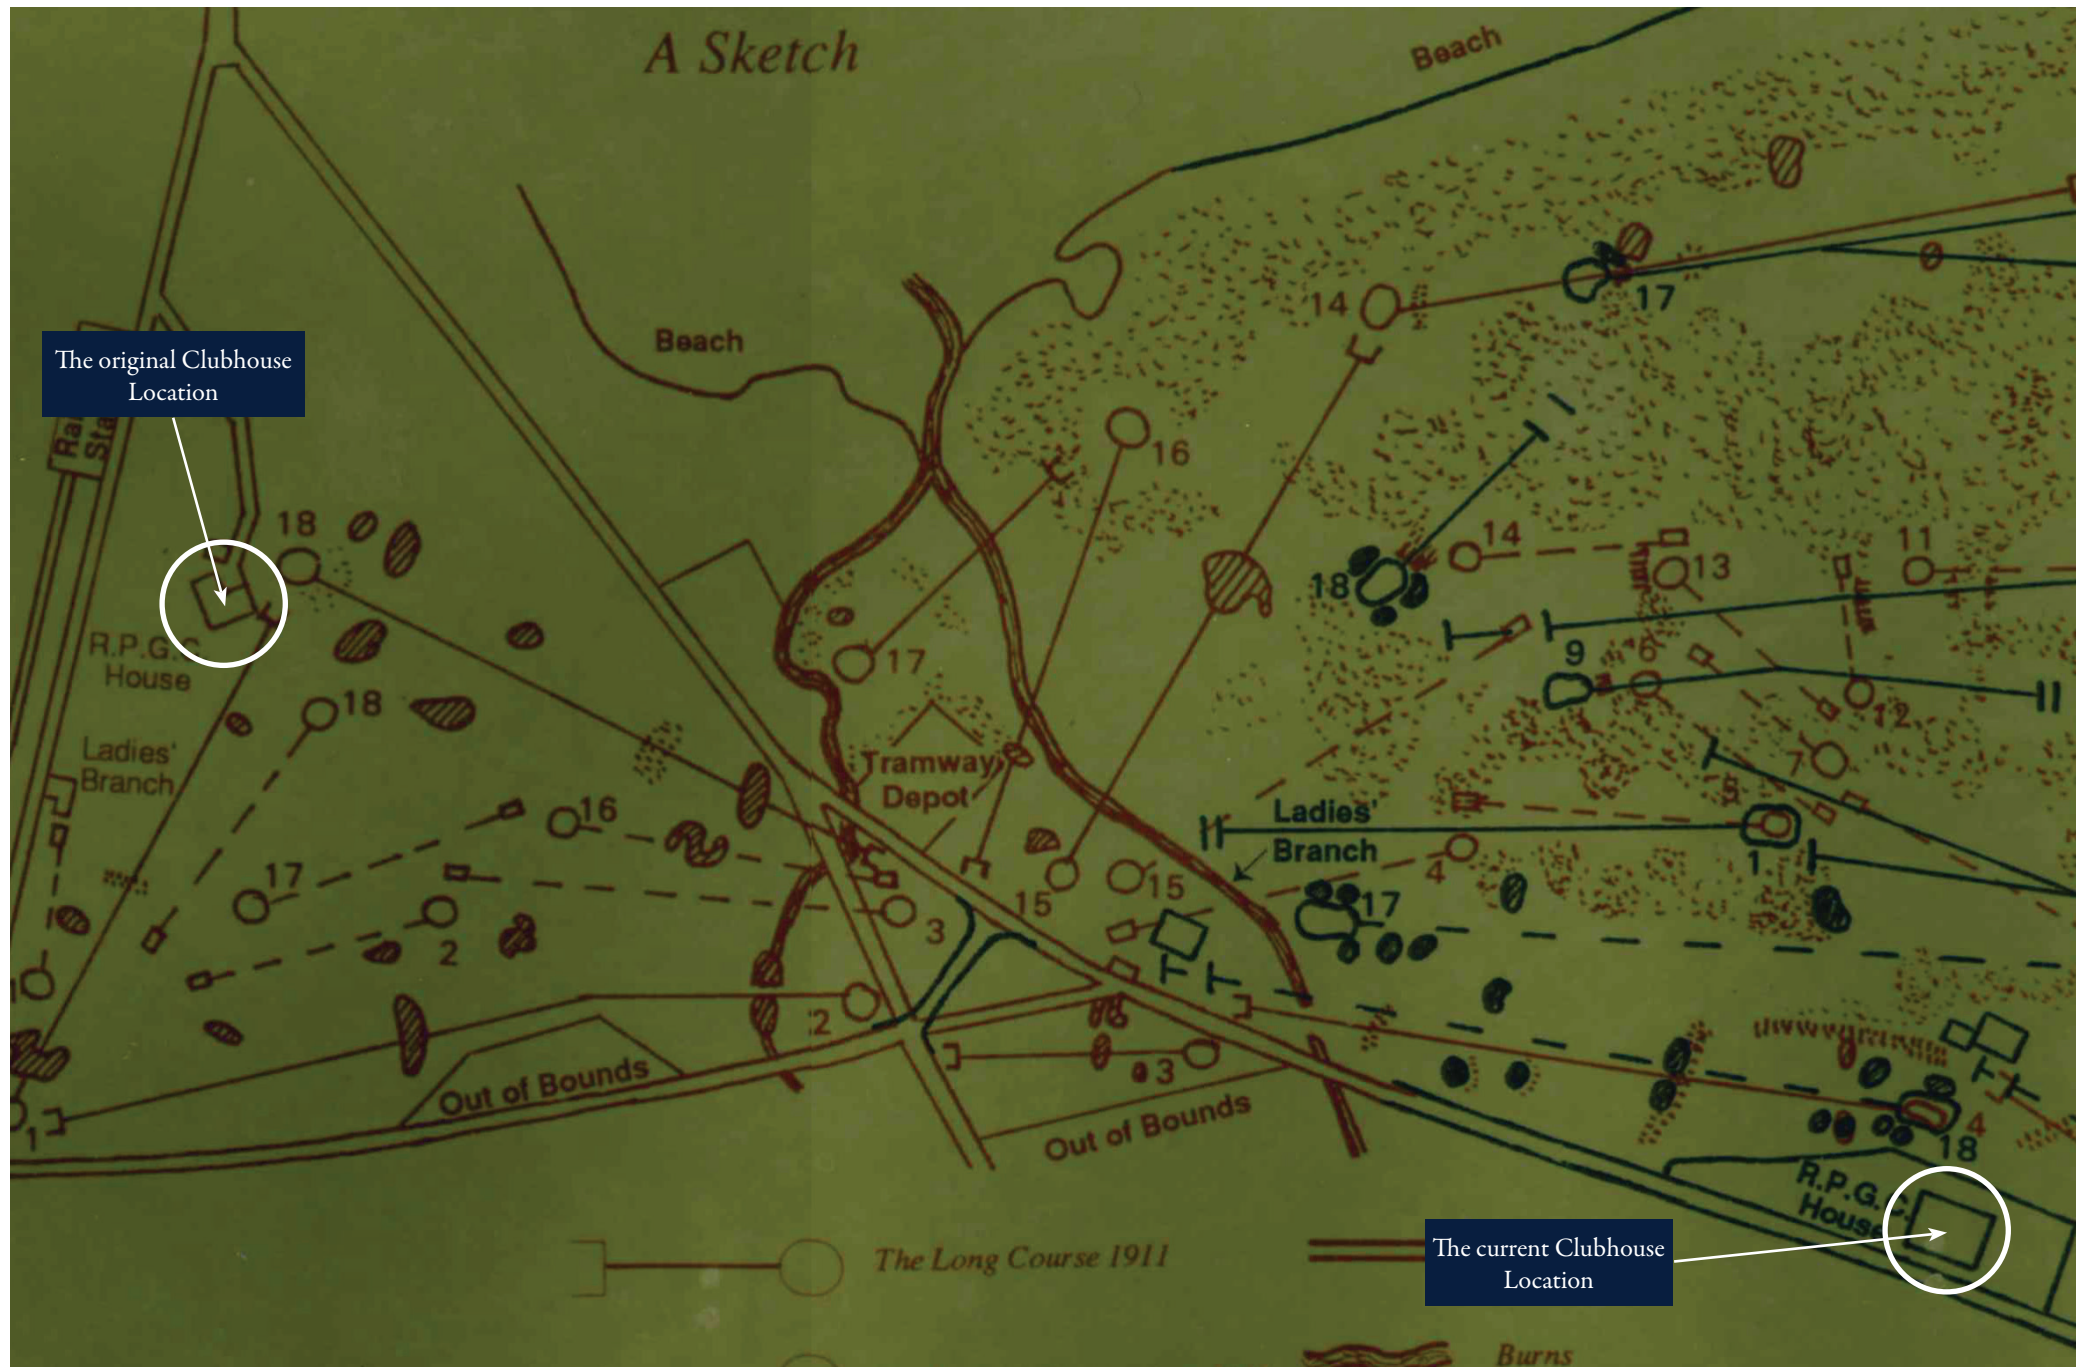 A Sketch
Beach
Beach
The original Clubhouse
Location
14
17
16
18
14
13
11
18
R.P.G.C
House
17
9
6
18
12
Ladies'
Branch
Tramway
Depot
7
5
16
Ladies'
Branch
1
4
17
15
15
17
3
2
2
3
Out of Bounds
Out of Bounds
1
4
18
R.P.G.C.
House
The Long Course 1911
The current Clubhouse
Location
Burns